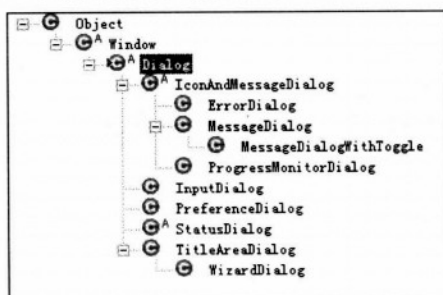 Object
A Window
A Dialog
A IconAndMessageDialog
ErrorDialog
MessageDialog
MessageDialogWithToggle
ProgressMonitorDialog
InputDialog
PreferenceDialog
A StatusDialog
TitleAreaDialog
WizardDialog